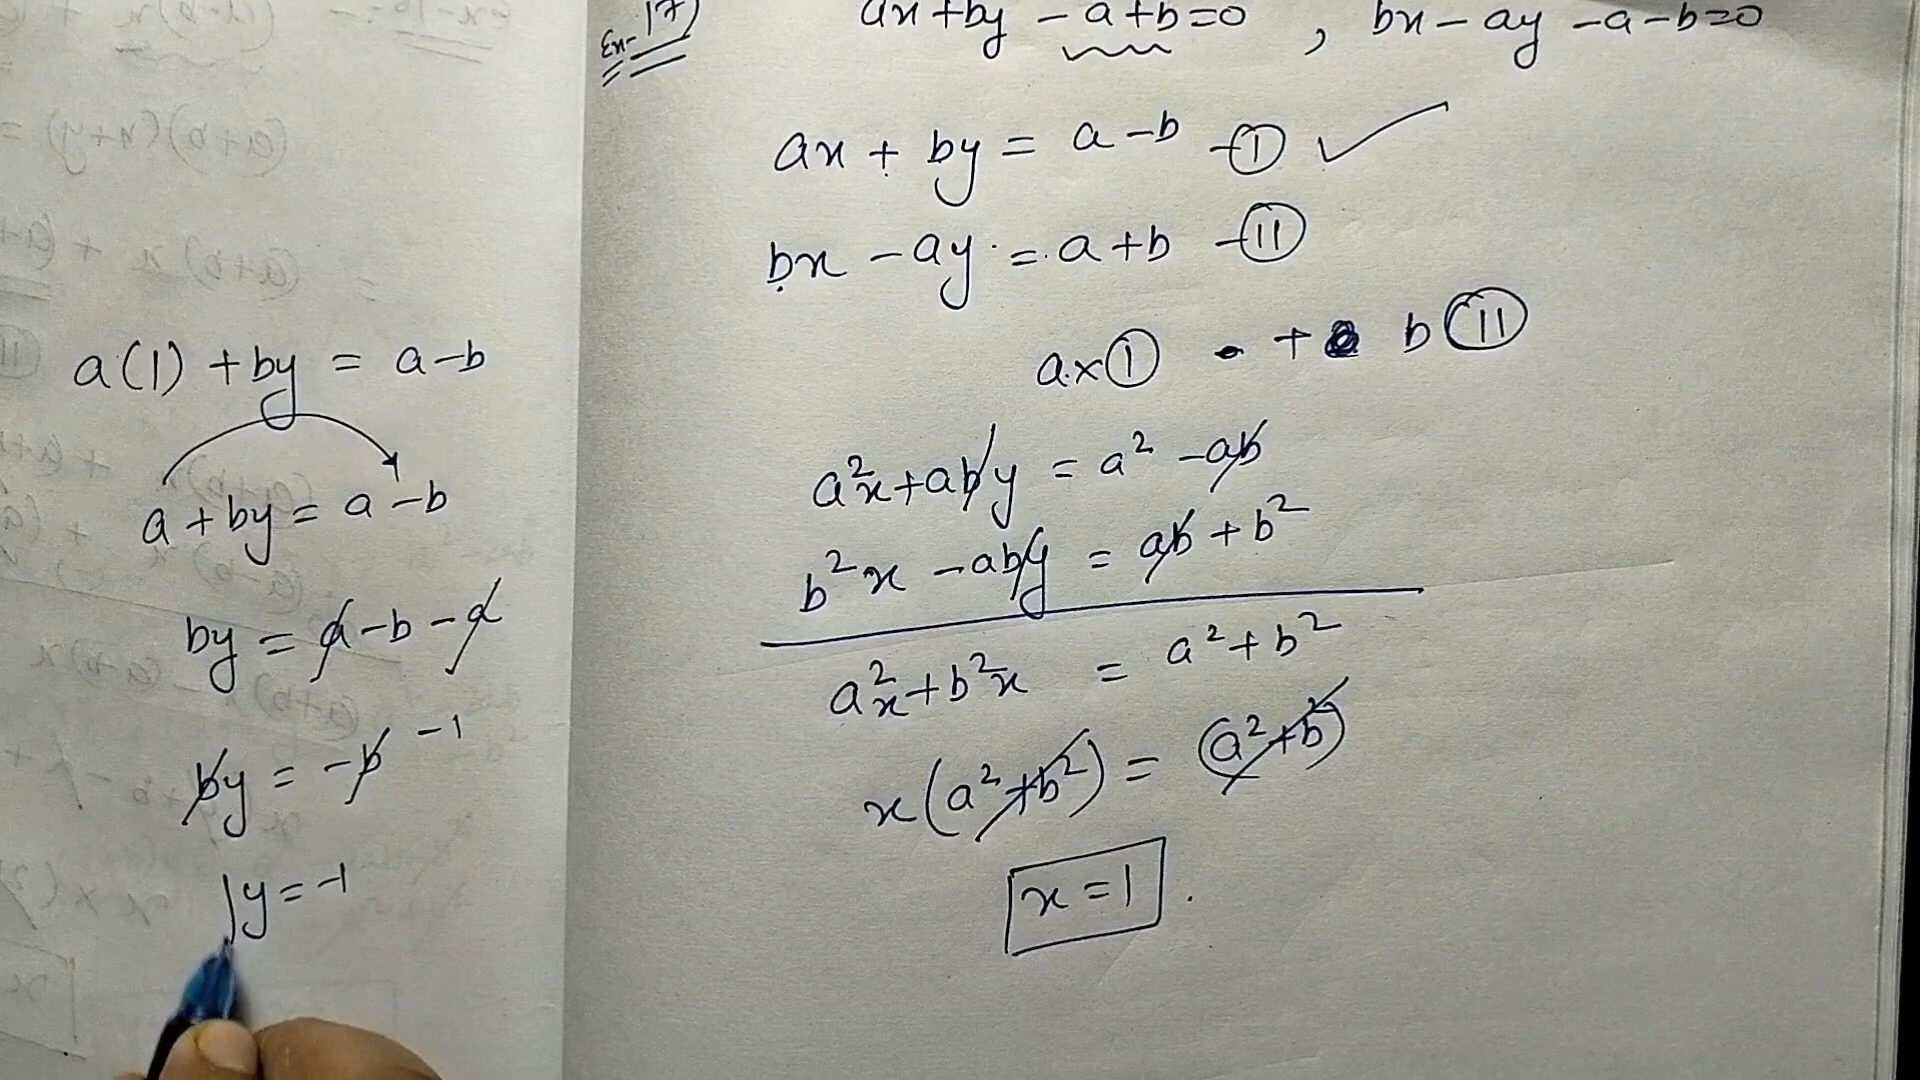 Ex-17) ax + by - a + b = 0 , bx - ay - a - b = 0
ax + by = a - b - I ✓
bx - ay = a + b - II
a × I + b II
a²x + aby = a² - ab
b²x - aby = ab + b²
a²x + b²x = a² + b²
x(a² + b²) = (a² + b²)
x = 1 .
a(1) + by = a - b
a + by = a - b
by = a - b - a
by = -b -1
y = -1